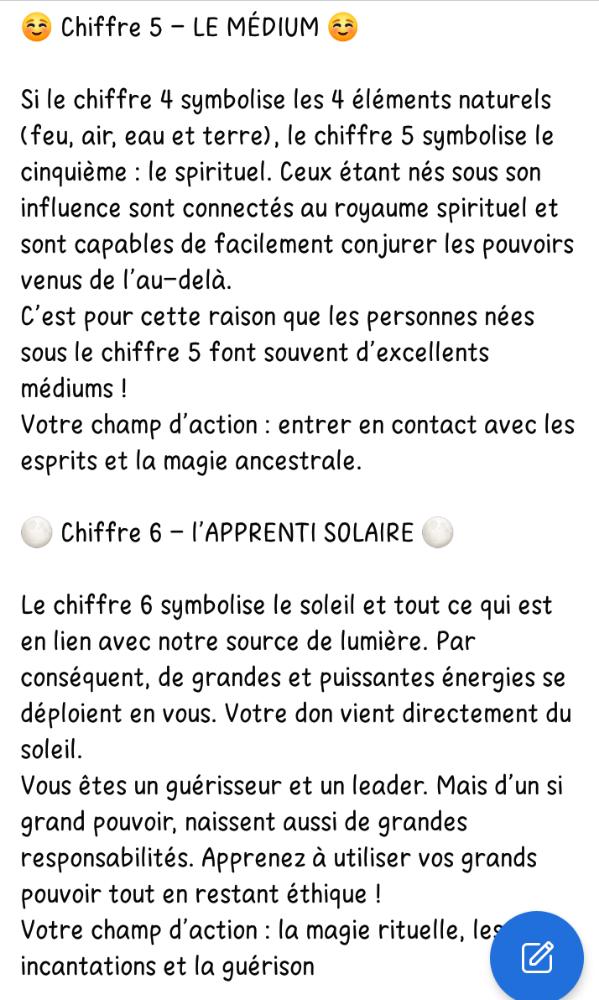 ☺️ Chiffre 5 – LE MÉDIUM ☺️
Si le chiffre 4 symbolise les 4 éléments naturels
(feu, air, eau et terre), le chiffre 5 symbolise le
cinquième : le spirituel. Ceux étant nés sous son
influence sont connectés au royaume spirituel et
sont capables de facilement conjurer les pouvoirs
venus de l'au-delà.
C'est pour cette raison que les personnes nées
sous le chiffre 5 font souvent d'excellents
médiums !
Votre champ d'action : entrer en contact avec les
esprits et la magie ancestrale.
🌕 Chiffre 6 – l'APPRENTI SOLAIRE 🌕
Le chiffre 6 symbolise le soleil et tout ce qui est
en lien avec notre source de lumière. Par
conséquent, de grandes et puissantes énergies se
déploient en vous. Votre don vient directement du
soleil.
Vous êtes un guérisseur et un leader. Mais d'un si
grand pouvoir, naissent aussi de grandes
responsabilités. Apprenez à utiliser vos grands
pouvoir tout en restant éthique !
Votre champ d'action : la magie rituelle, les
incantations et la guérison